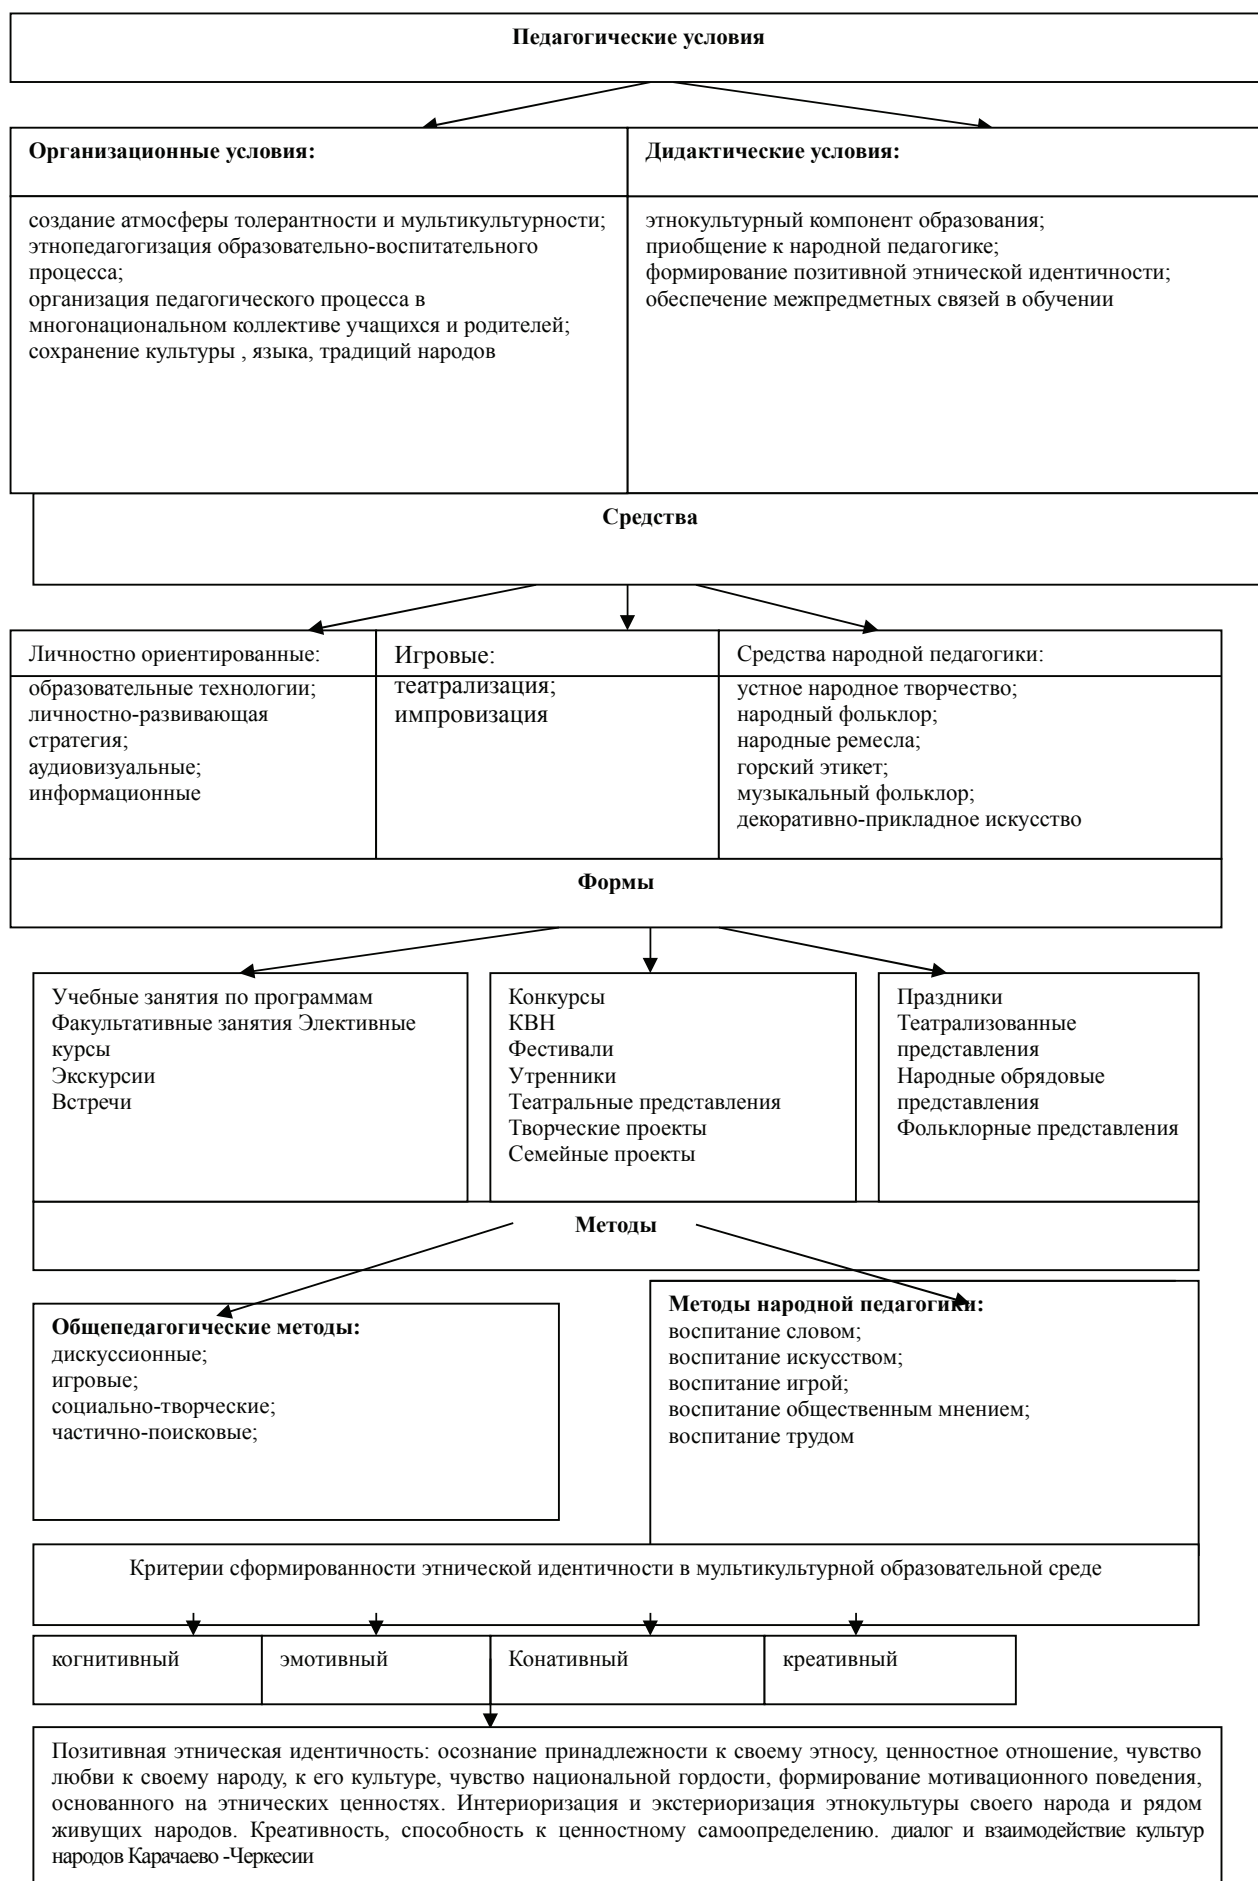 Педагогические условия
Организационные условия:
создание атмосферы толерантности и мультикультурности;
этнопедагогизация образовательно-воспитательного
процесса;
организация педагогического процесса в
многонациональном коллективе учащихся и родителей;
сохранение культуры , языка, традиций народов
Дидактические условия:
этнокультурный компонент образования;
приобщение к народной педагогике;
формирование позитивной этнической идентичности;
обеспечение межпредметных связей в обучении
Средства
Личностно ориентированные:
образовательные технологии;
личностно-развивающая
стратегия;
аудиовизуальные;
информационные
Игровые:
театрализация;
импровизация
Средства народной педагогики:
устное народное творчество;
народный фольклор;
народные ремесла;
горский этикет;
музыкальный фольклор;
декоративно-прикладное искусство
Формы
Учебные занятия по программам
Факультативные занятия Элективные
курсы
Экскурсии
Встречи
Конкурсы
КВН
Фестивали
Утренники
Театральные представления
Творческие проекты
Семейные проекты
Праздники
Театрализованные
представления
Народные обрядовые
представления
Фольклорные представления
Методы
Общепедагогические методы:
дискуссионные;
игровые;
социально-творческие;
частично-поисковые;
Методы народной педагогики:
воспитание словом;
воспитание искусством;
воспитание игрой;
воспитание общественным мнением;
воспитание трудом
Критерии сформированности этнической идентичности в мультикультурной образовательной среде
когнитивный
эмотивный
Конативный
креативный
Позитивная этническая идентичность: осознание принадлежности к своему этносу, ценностное отношение, чувство
любви к своему народу, к его культуре, чувство национальной гордости, формирование мотивационного поведения,
основанного на этнических ценностях. Интериоризация и экстериоризация этнокультуры своего народа и рядом
живущих народов. Креативность, способность к ценностному самоопределению. диалог и взаимодействие культур
народов Карачаево -Черкесии